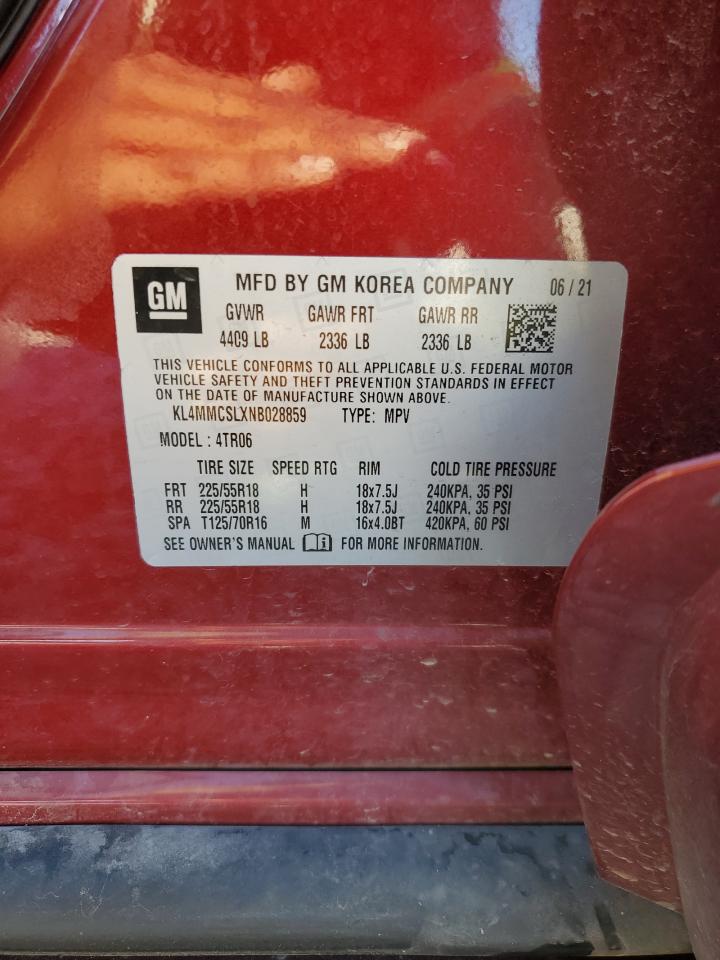 GM MFD BY GM KOREA COMPANY 06 / 21
GVWR GAWR FRT GAWR RR
4409 LB 2336 LB 2336 LB
THIS VEHICLE CONFORMS TO ALL APPLICABLE U.S. FEDERAL MOTOR
VEHICLE SAFETY AND THEFT PREVENTION STANDARDS IN EFFECT
ON THE DATE OF MANUFACTURE SHOWN ABOVE.
KL4MMCSLXNB028859 TYPE: MPV
MODEL : 4TR06
TIRE SIZE SPEED RTG RIM COLD TIRE PRESSURE
FRT 225/55R18 H 18x7.5J 240KPA, 35 PSI
RR 225/55R18 H 18x7.5J 240KPA, 35 PSI
SPA T125/70R16 M 16x4.0BT 420KPA, 60 PSI
SEE OWNER'S MANUAL FOR MORE INFORMATION.